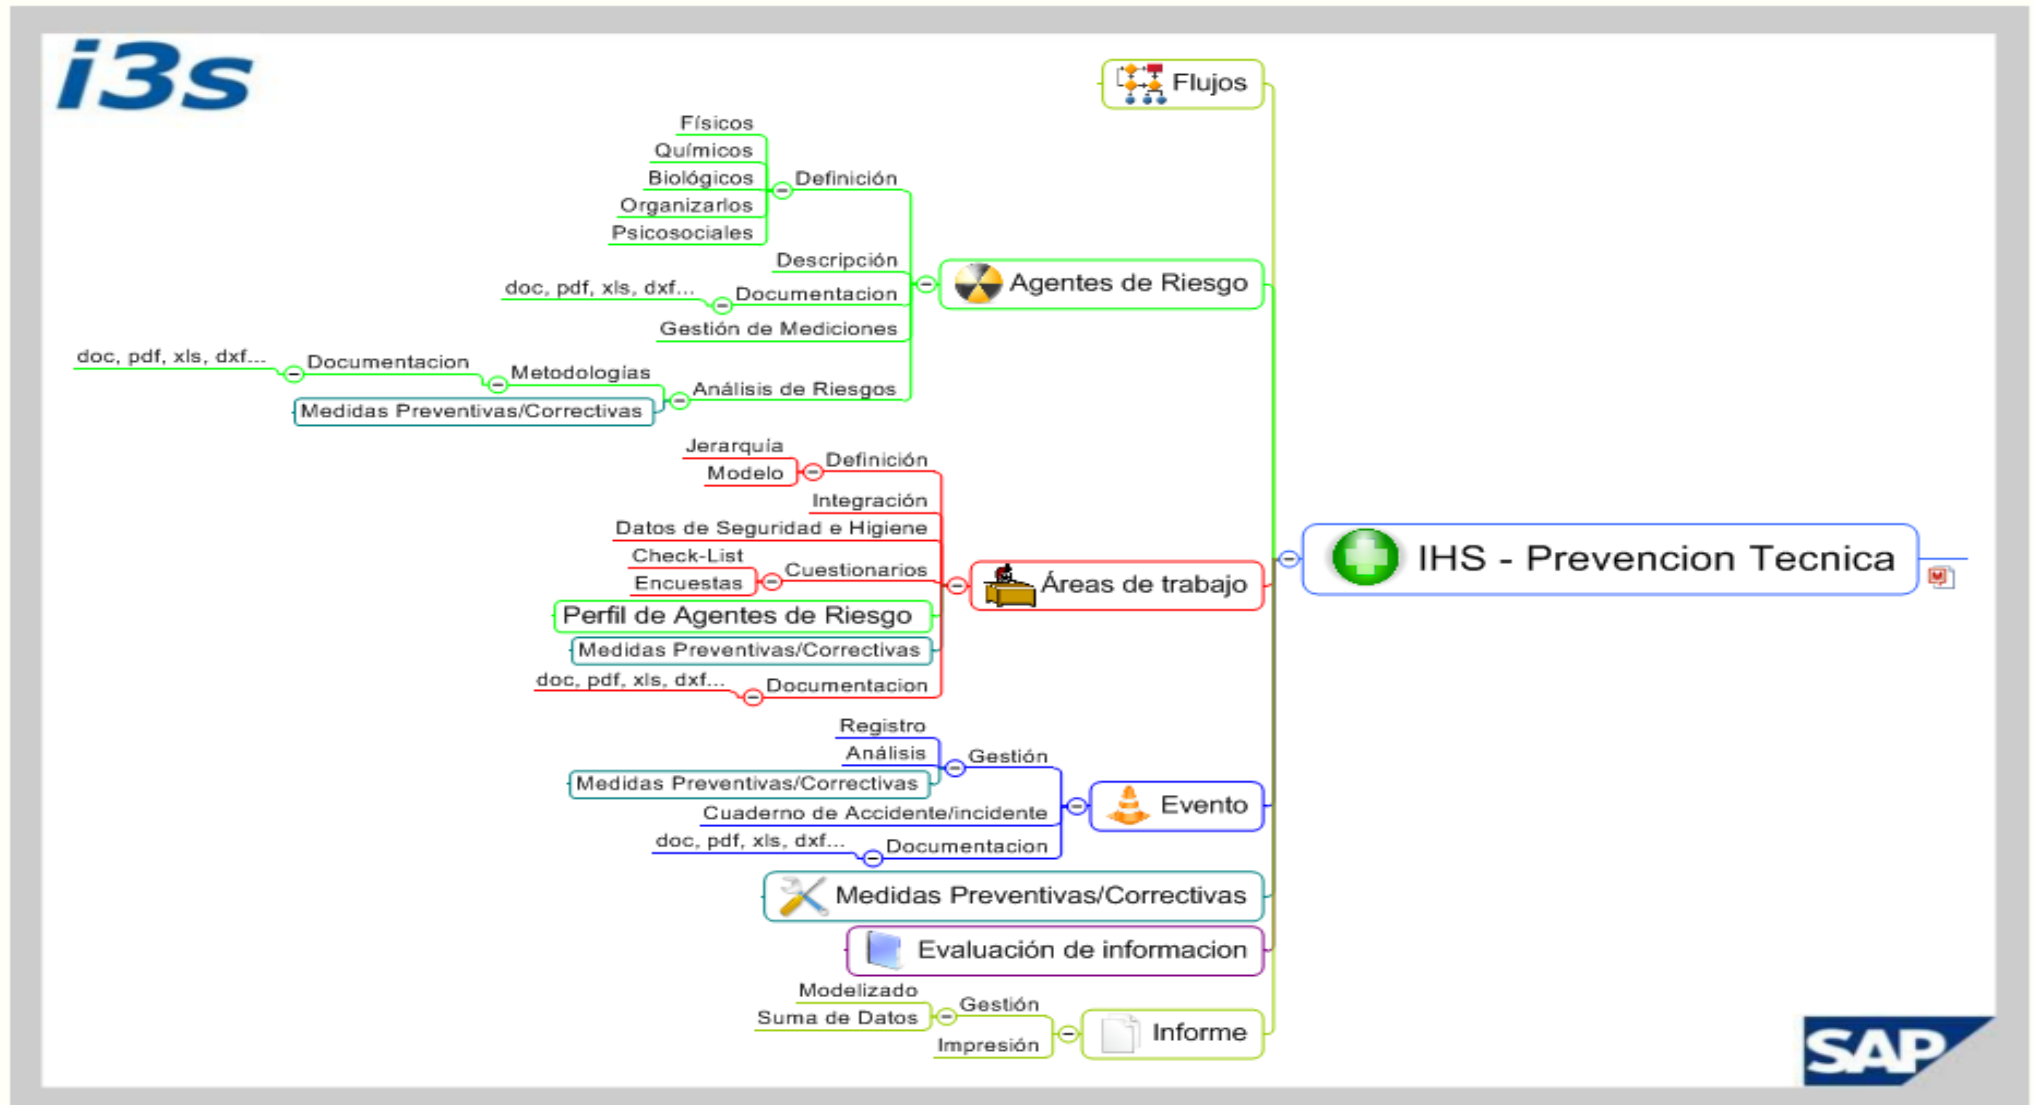 i3s
Flujos
Físicos
Químicos
Biológicos
Organizarlos
Psicosociales
Definición
Descripción
doc, pdf, xls, dxf...
Documentacion
Gestión de Mediciones
doc, pdf, xls, dxf...
Documentacion
Metodologías
Medidas Preventivas/Correctivas
Análisis de Riesgos
Agentes de Riesgo
Jerarquía
Modelo
Definición
Integración
Datos de Seguridad e Higiene
Check-List
Encuestas
Cuestionarios
Perfil de Agentes de Riesgo
Medidas Preventivas/Correctivas
doc, pdf, xls, dxf...
Documentacion
Áreas de trabajo
IHS - Prevencion Tecnica
Registro
Análisis
Medidas Preventivas/Correctivas
Gestión
Cuaderno de Accidente/incidente
doc, pdf, xls, dxf...
Documentacion
Evento
Medidas Preventivas/Correctivas
Evaluación de informacion
Modelizado
Suma de Datos
Gestión
Impresión
Informe
SAP